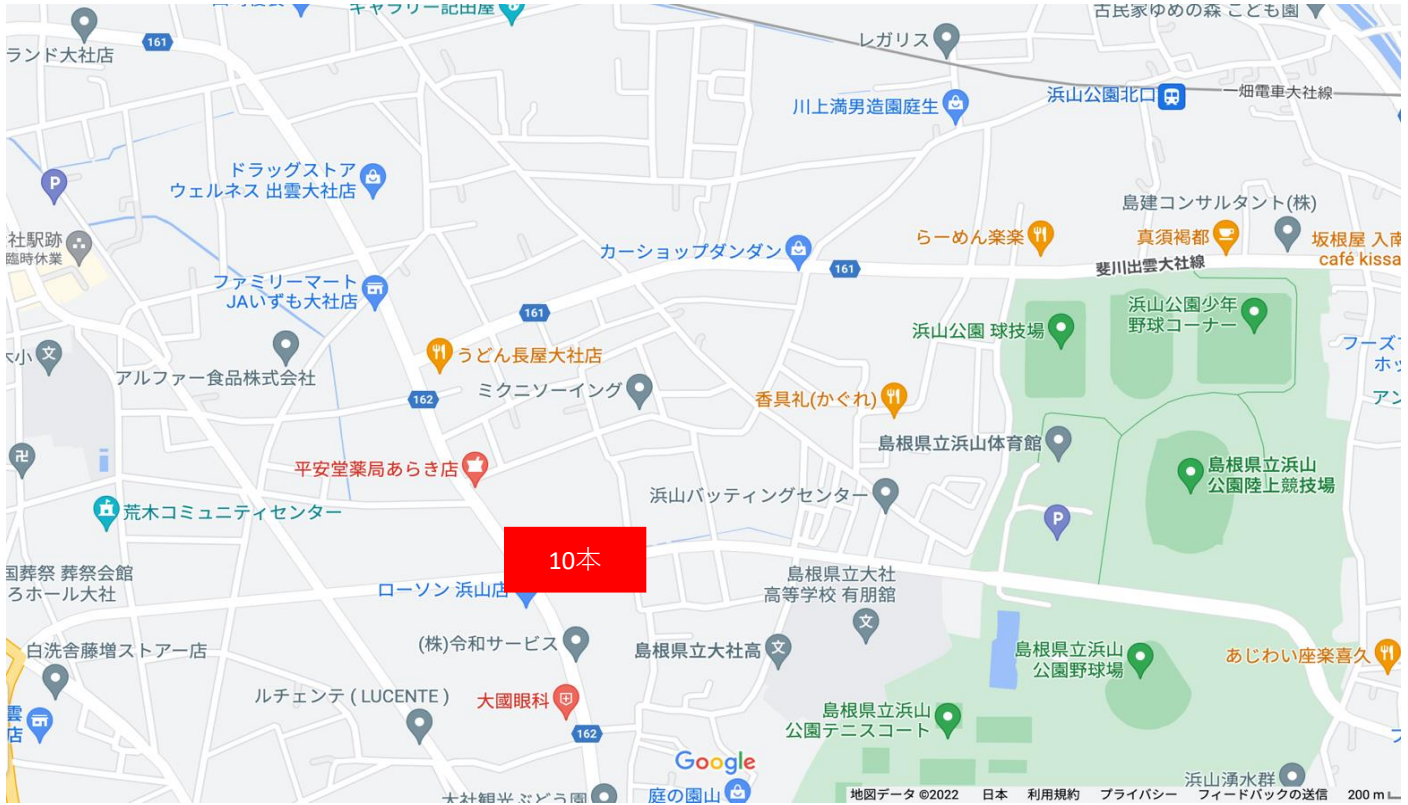 ギャラリー記田屋
古民家ゆめの森 こども園
161
ランド大社店
レガリス
川上満男造園庭生
浜山公園北口
一畑電車大社線
ドラッグストア
ウェルネス 出雲大社店
P
島建コンサルタント(株)
社駅跡
臨時休業
カーショップダンダン
らーめん楽楽
真須褐都
坂根屋 入南
café kissa
161
斐川出雲大社線
ファミリーマート
JAいずも大社店
161
浜山公園 球技場
浜山公園少年
野球コーナー
小
文
うどん長屋大社店
フーズ
ホッ
アルファー食品株式会社
162
ミクニソーイング
香具礼(かぐれ)
アン
卍
平安堂薬局あらき店
島根県立浜山体育館
島根県立浜山
公園陸上競技場
浜山バッティングセンター
荒木コミュニティセンター
P
10本
国葬祭 葬祭会館
ろホール大社
ローソン 浜山店
島根県立大社
高等学校 有朋館
文
白洗舎藤増ストアー店
(株)令和サービス
島根県立大社高
文
島根県立浜山
公園野球場
あじわい座楽喜久
ルチェンテ ( LUCENTE )
大國眼科
雲
店
島根県立浜山
公園テニスコート
162
Google
浜山湧水群
大社観光ぶどう園
庭の園山
地図データ ©2022 日本 利用規約 プライバシー フィードバックの送信 200 m